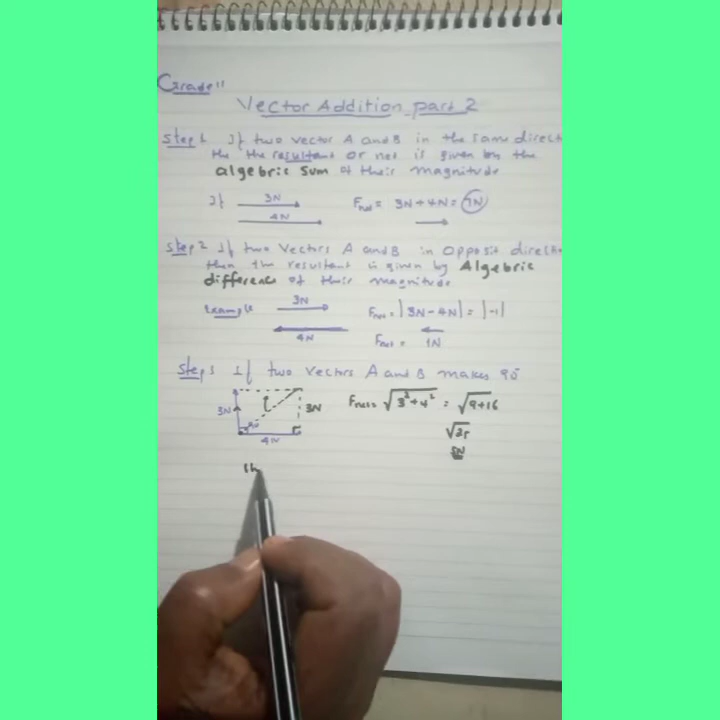 Grade 11
Vector Addition part 2
Step 1 If two vector A and B in the same direct
the the resultant or net is given by the
algebric sum of their magnitude
If 3N
4N
Fnet = 3N+4N= 7N
Step 2 If two vectors A and B in opposit direct
then the resultant is given by Algebric
difference of their magnitude
Example 3N
4N
Fnet = |3N-4N| = |-1|
Fnet = 1N
Step 3 If two vectors A and B makes 90
3N 3N
4N
Fnet = √3²+4² = √9+16
√25
5N